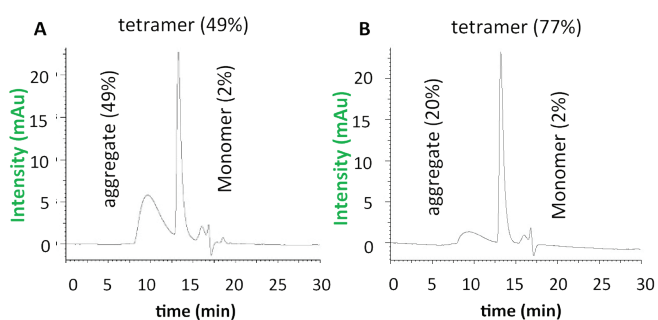 A
tetramer (49%)
aggregate (49%)
Monomer (2%)
Intensity (mAu)
20
15
10
5
0
0 5 10 15 20 25 30
time (min)
B
tetramer (77%)
aggregate (20%)
Monomer (2%)
Intensity (mAu)
20
15
10
5
0
0 5 10 15 20 25 30
time (min)